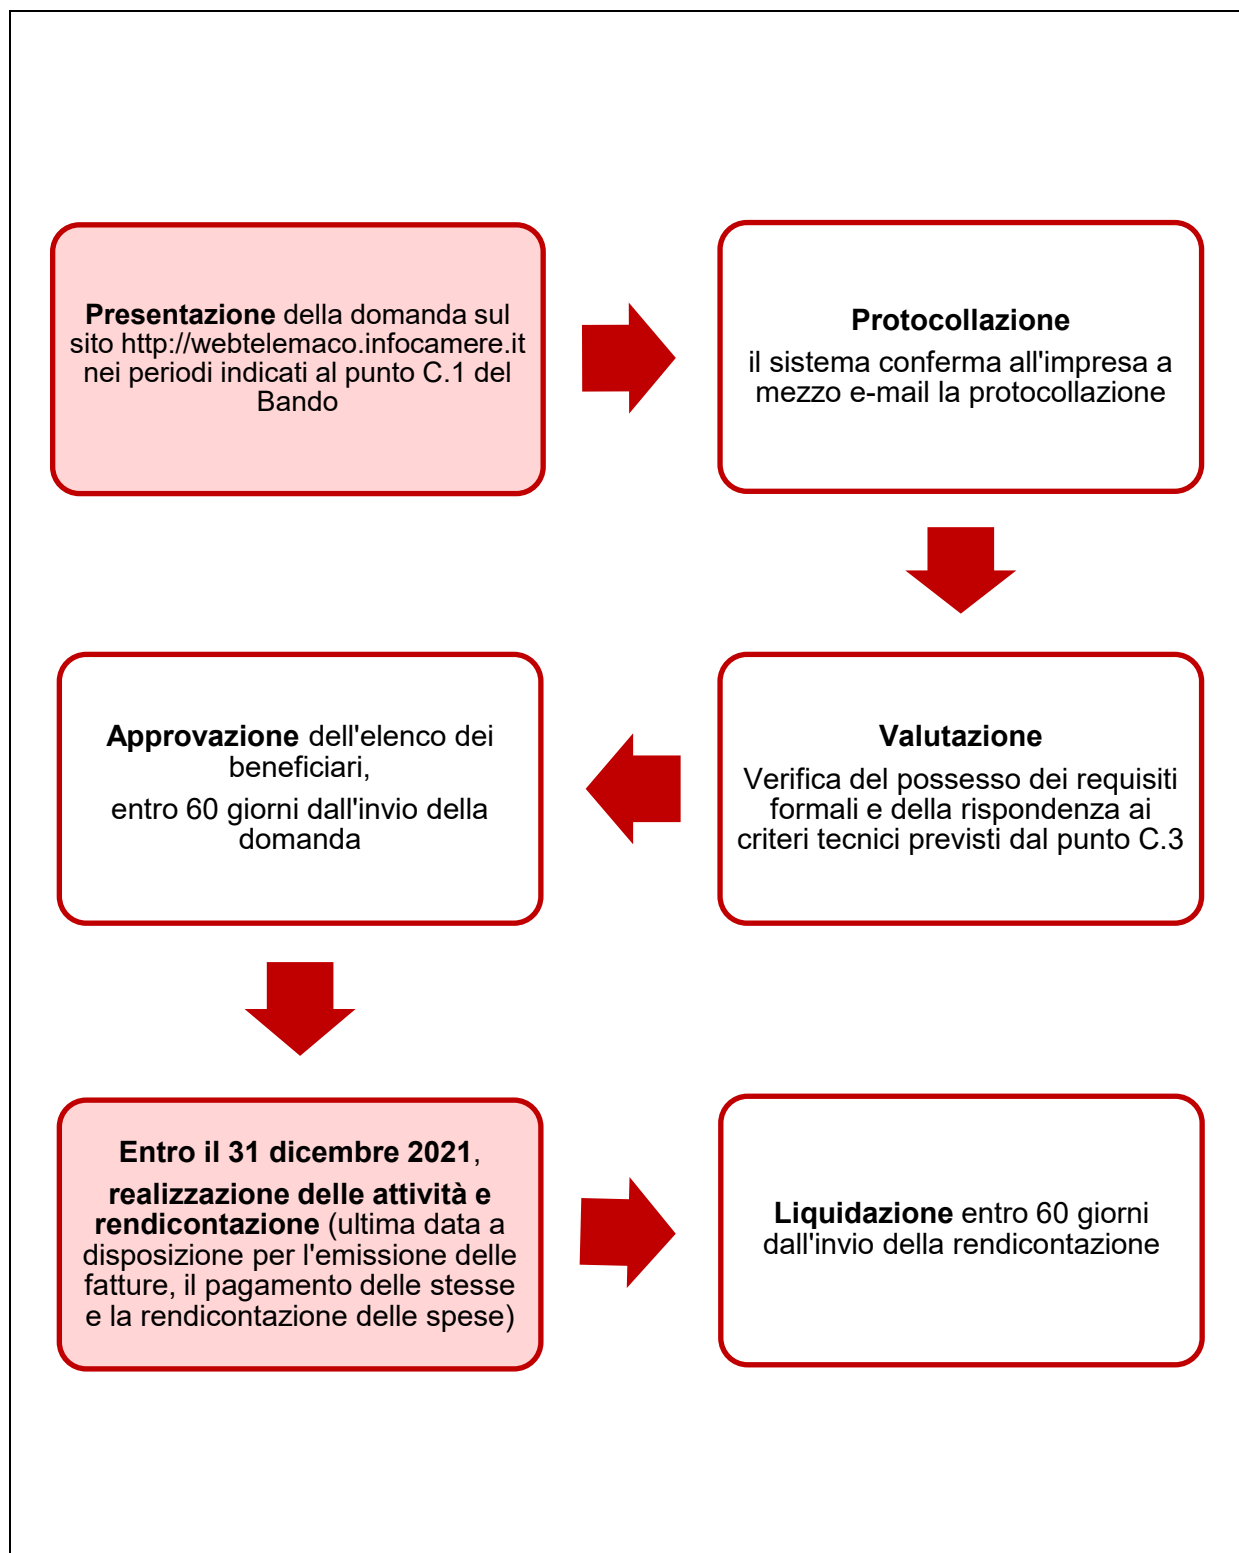 Presentazione della domanda sul
sito http://webtelemaco.infocamere.it
nei periodi indicati al punto C.1 del
Bando
Protocollazione
il sistema conferma all'impresa a
mezzo e-mail la protocollazione
Valutazione
Verifica del possesso dei requisiti
formali e della rispondenza ai
criteri tecnici previsti dal punto C.3
Approvazione dell'elenco dei
beneficiari,
entro 60 giorni dall'invio della
domanda
Entro il 31 dicembre 2021,
realizzazione delle attività e
rendicontazione (ultima data a
disposizione per l'emissione delle
fatture, il pagamento delle stesse
e la rendicontazione delle spese)
Liquidazione entro 60 giorni
dall'invio della rendicontazione